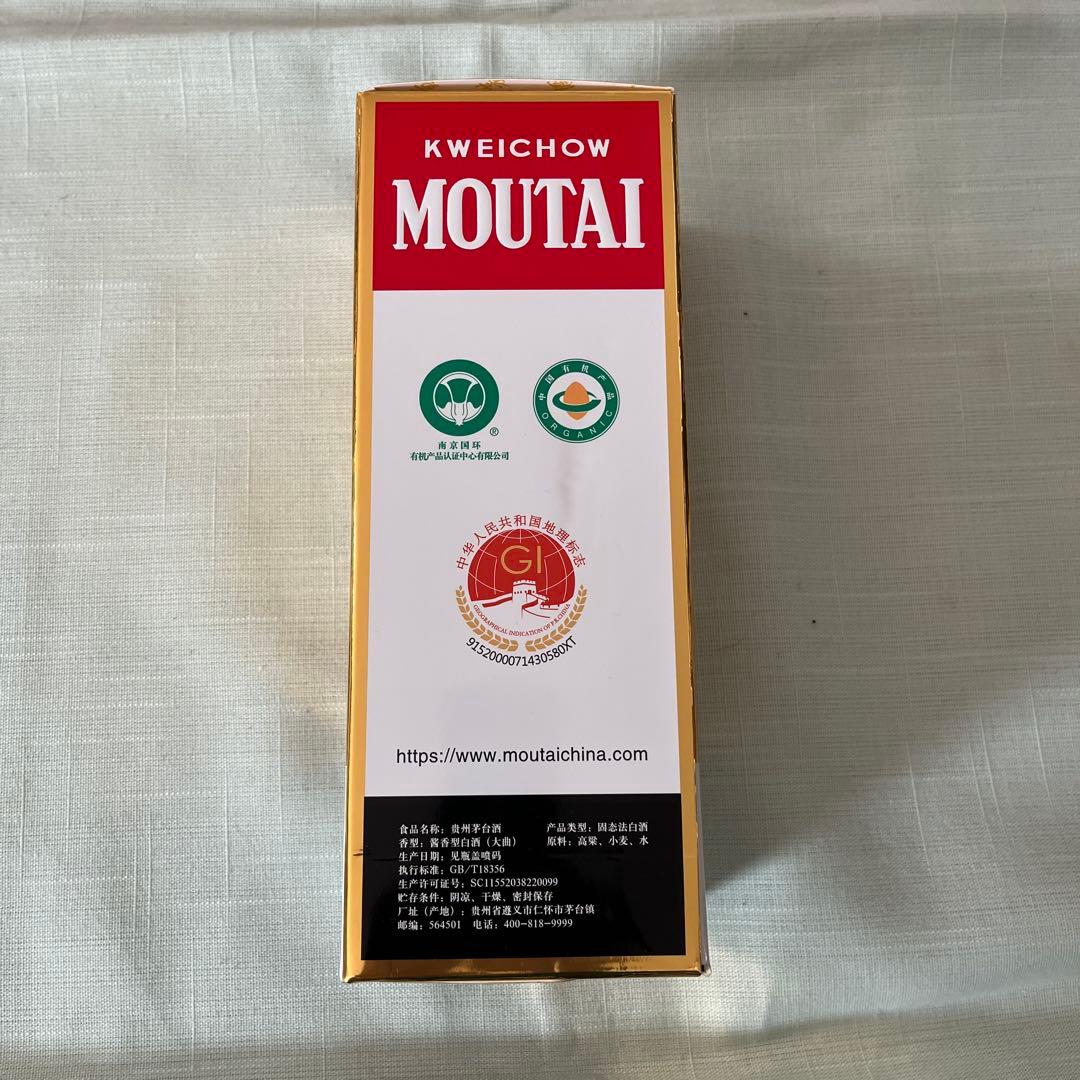 KWEICHOW
MOUTAI
®
南京国环
有机产品认证中心有限公司
中国有机产品
ORGANIC
中华人民共和国地理标志
GI
GEOGRAPHICAL INDICATION OF P.R.CHINA
9152000071430580XT
https://www.moutaichina.com
食品名称：贵州茅台酒 产品类型：固态法白酒
香型：酱香型白酒（大曲） 原料：高粱、小麦、水
生产日期：见瓶盖喷码
执行标准：GB/T18356
生产许可证号：SC11552038220099
贮存条件：阴凉、干燥、密封保存
厂址（产地）：贵州省遵义市仁怀市茅台镇
邮编：564501 电话：400-818-9999